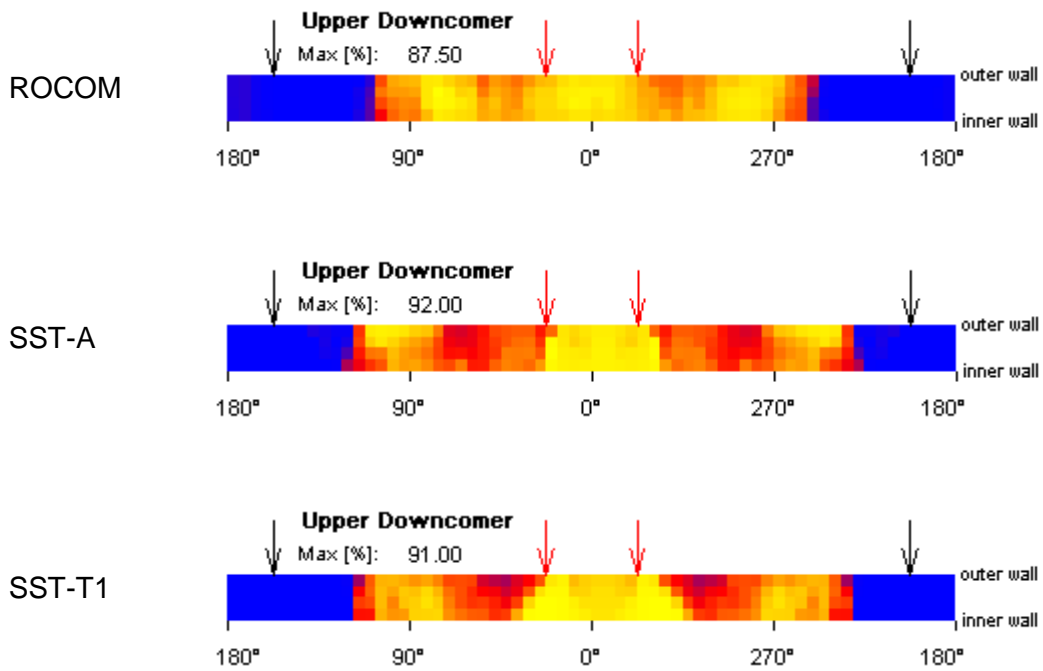 Upper Downcomer
Max [%]: 87.50
ROCOM
outer wall
inner wall
180° 90° 0° 270° 180°
Upper Downcomer
Max [%]: 92.00
SST-A
outer wall
inner wall
180° 90° 0° 270° 180°
Upper Downcomer
Max [%]: 91.00
SST-T1
outer wall
inner wall
180° 90° 0° 270° 180°